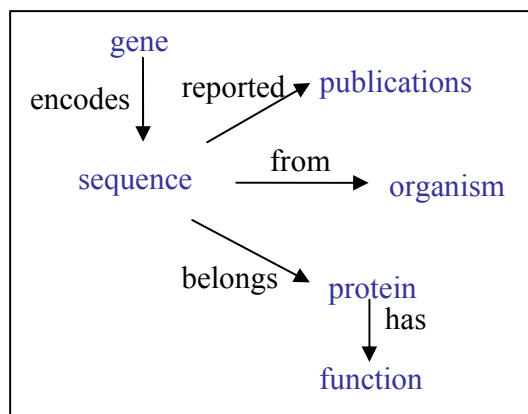 gene
encodes
reported
publications
sequence
from
organism
belongs
protein
has
function